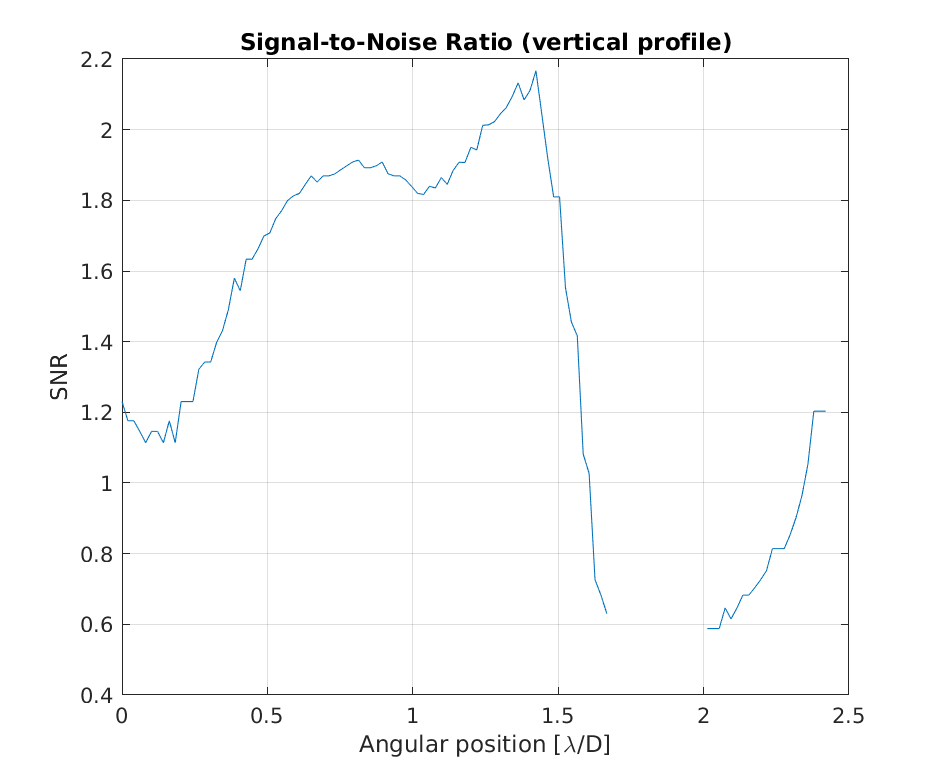 Signal-to-Noise Ratio (vertical profile)
2.2
2
1.8
1.6
1.4
1.2
1
0.8
0.6
0.4
SNR
0 0.5 1 1.5 2 2.5
Angular position [λ/D]